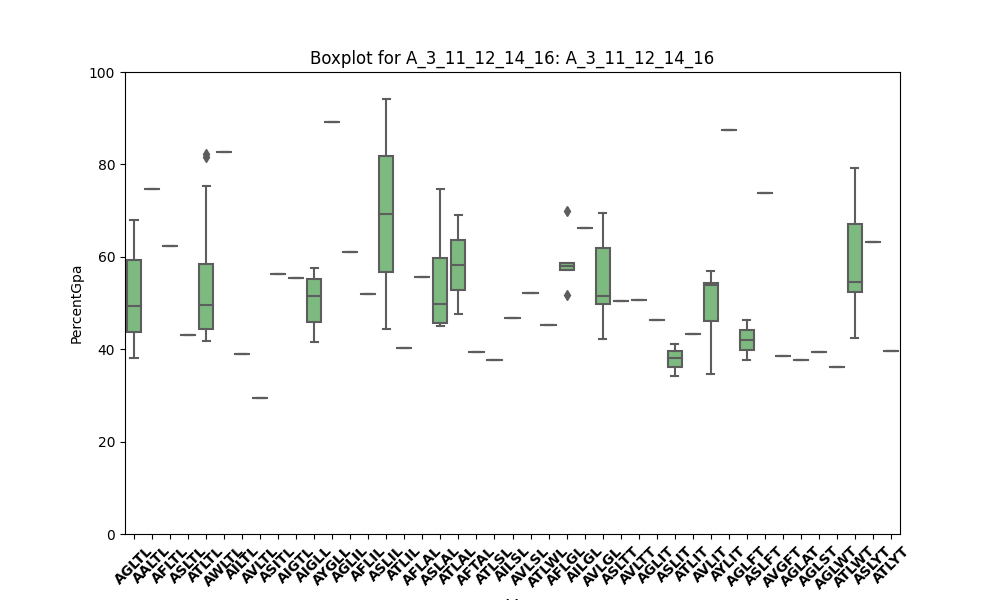 Boxplot for A_3_11_12_14_16: A_3_11_12_14_16
100
80
60
40
20
0
PercentGpa
AGLTL
AALTL
AFLTL
ASLTL
ATLTL
AWLTL
AILTL
AVLTL
ASITL
AIGTL
AIGLL
AYGLL
AGLIL
AFLIL
ASLIL
ATLIL
AFLAL
ASLAL
ATLAL
AFTAL
ATLSL
AILSL
AVLSL
ATLWL
AFLGL
AILGL
AVLGL
ASLTT
AVLTT
AGLIT
ASLIT
ATLIT
AVLIT
AYLIT
AGLFT
ASLFT
AVGFT
AGLAT
AGLST
AGLWT
ATLWT
ASLYT
ATLYT